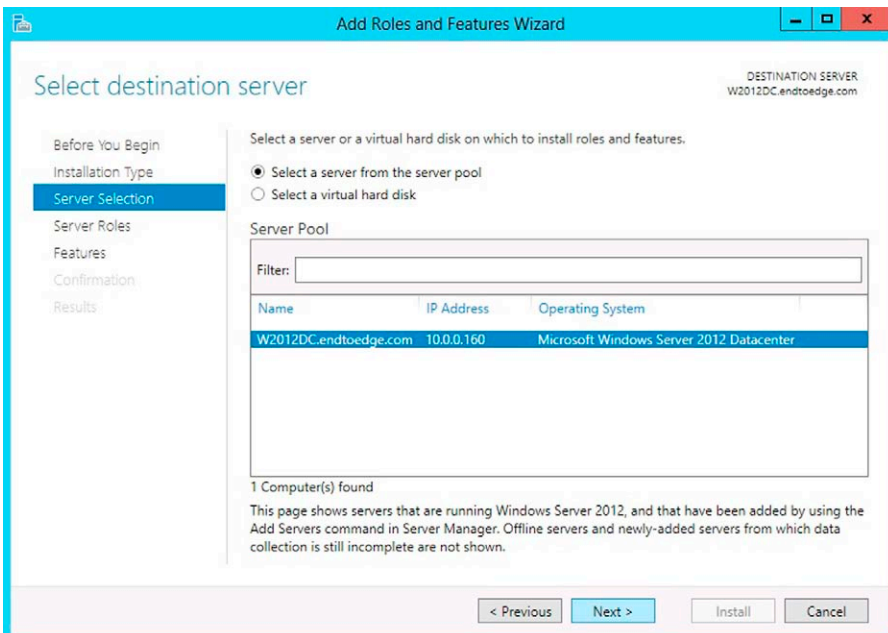 Add Roles and Features Wizard
Select destination server
DESTINATION SERVER
W2012DC.endtoedge.com
Before You Begin
Installation Type
Server Selection
Server Roles
Features
Confirmation
Results
Select a server or a virtual hard disk on which to install roles and features.
Select a server from the server pool
Select a virtual hard disk
Server Pool
Filter:
Name IP Address Operating System
W2012DC.endtoedge.com 10.0.0.160 Microsoft Windows Server 2012 Datacenter
1 Computer(s) found
This page shows servers that are running Windows Server 2012, and that have been added by using the
Add Servers command in Server Manager. Offline servers and newly-added servers from which data
collection is still incomplete are not shown.
< Previous Next > Install Cancel